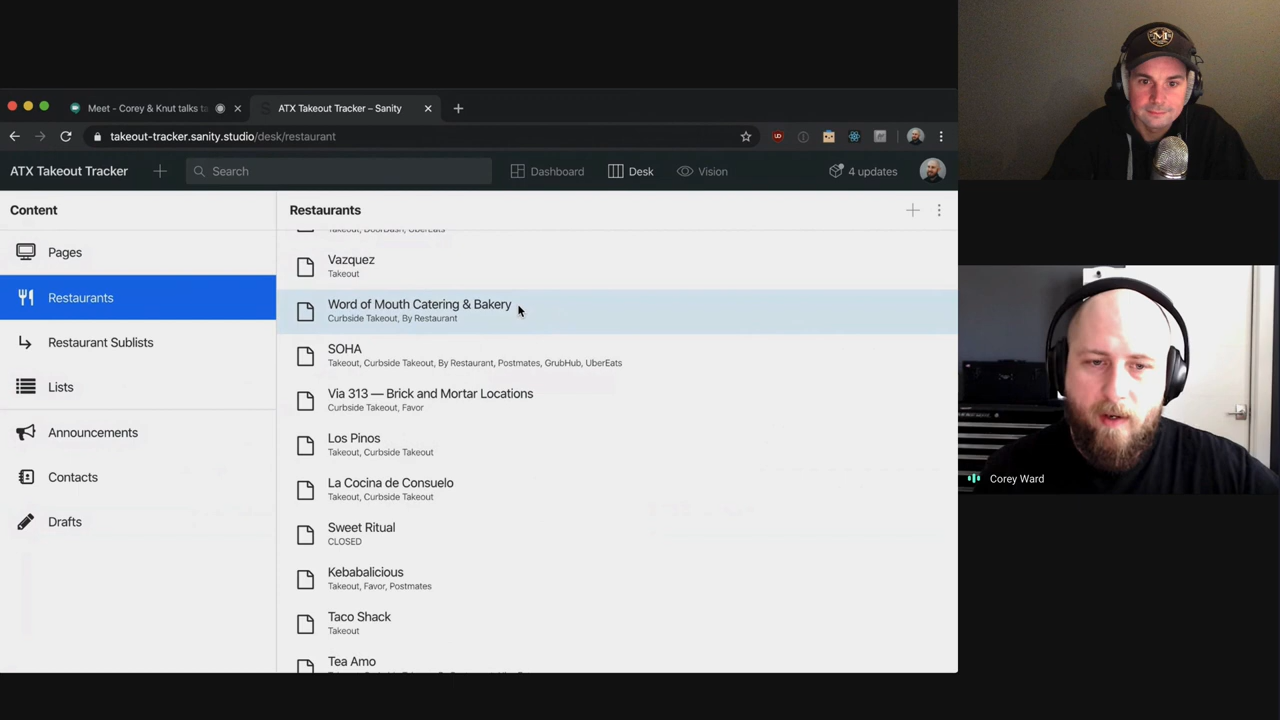 Meet - Corey & Knut talks ta
ATX Takeout Tracker – Sanity
takeout-tracker.sanity.studio/desk/restaurant
ATX Takeout Tracker
Search
Dashboard
Desk
Vision
4 updates
Content
Pages
Restaurants
Restaurant Sublists
Lists
Announcements
Contacts
Drafts
Restaurants
Takeout, DoorDash, UberEats
Vazquez
Takeout
Word of Mouth Catering & Bakery
Curbside Takeout, By Restaurant
SOHA
Takeout, Curbside Takeout, By Restaurant, Postmates, GrubHub, UberEats
Via 313 — Brick and Mortar Locations
Curbside Takeout, Favor
Los Pinos
Takeout, Curbside Takeout
La Cocina de Consuelo
Takeout, Curbside Takeout
Sweet Ritual
CLOSED
Kebabalicious
Takeout, Favor, Postmates
Taco Shack
Takeout
Tea Amo
M
Corey Ward